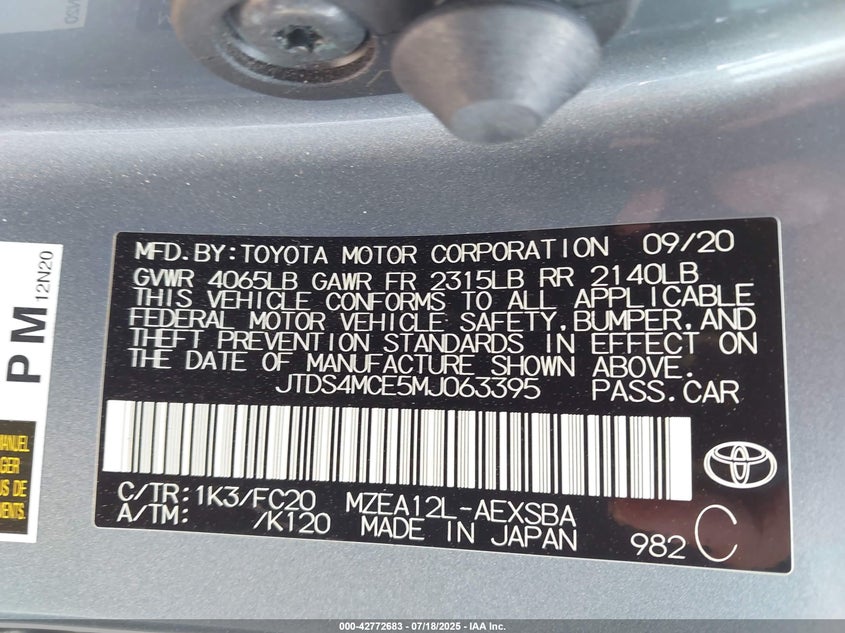 MFD.BY:TOYOTA MOTOR CORPORATION 09/20
GVWR 4065LB GAWR FR 2315LB RR 2140LB
THIS VEHICLE CONFORMS TO ALL APPLICABLE
FEDERAL MOTOR VEHICLE SAFETY,BUMPER,AND
THEFT PREVENTION STANDARDS IN EFFECT ON
THE DATE OF MANUFACTURE SHOWN ABOVE.
JTDS4MCE5MJ063395 PASS.CAR
C/TR:1K3/FC20 MZEA12L-AEXSBA
A/TM: /K120 MADE IN JAPAN 982 C
PM 12N20
MANUEL
US DE
000-42772683 / 07/18/2025 - IAA Inc.